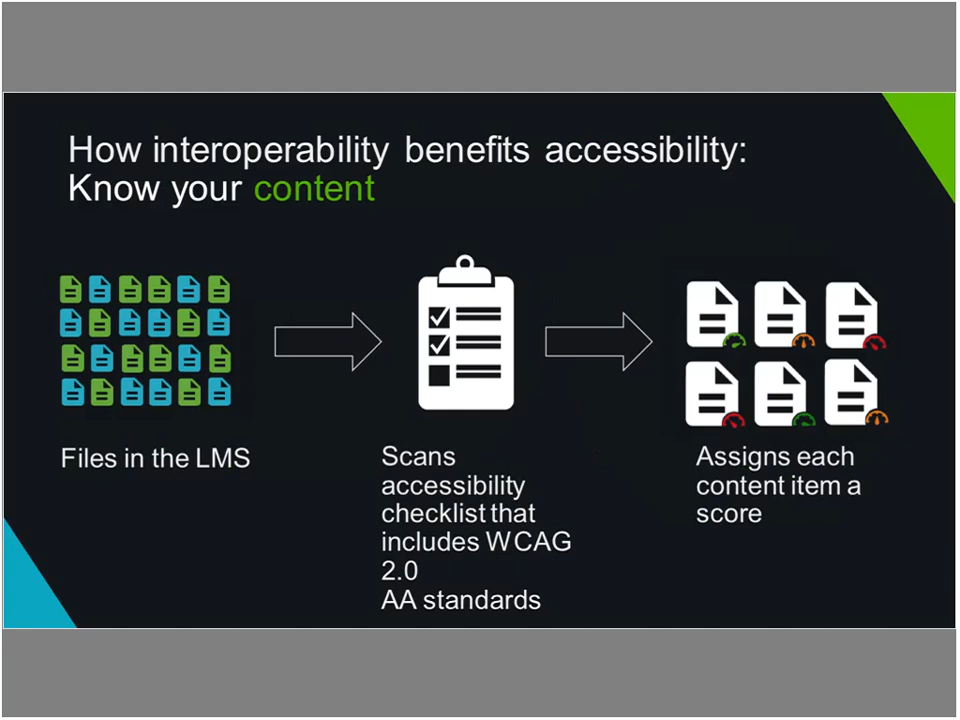 How interoperability benefits accessibility:
Know your content
Files in the LMS
Scans
accessibility
checklist that
includes WCAG
2.0
AA standards
Assigns each
content item a
score